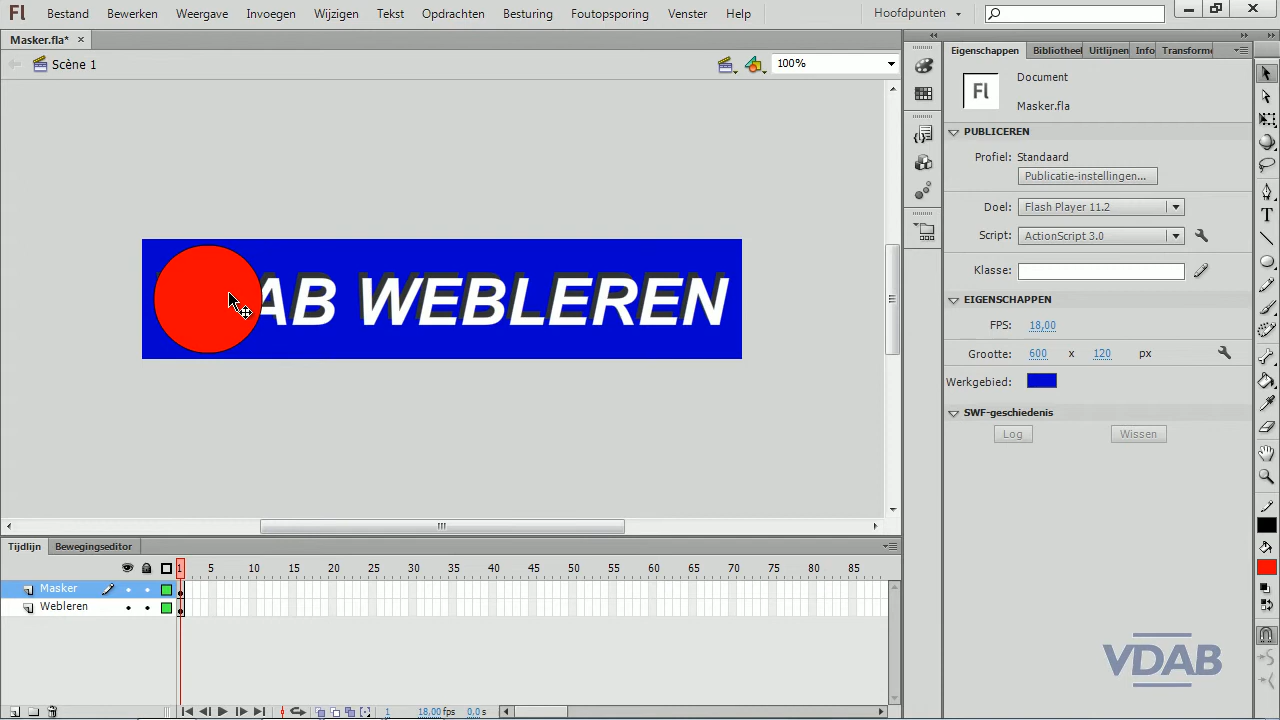 Fl Bestand Bewerken Weergave Invoegen Wijzigen Tekst Opdrachten Besturing Foutopsporing Venster Help Hoofdpunten
Masker.fla*
Scène 1
100%
AB WEBLEREN
Eigenschappen Bibliotheel Uitlijnen Info Transforme
Fl
Document
Masker.fla
PUBLICEREN
Profiel: Standaard
Publicatie-instellingen...
Doel: Flash Player 11.2
Script: ActionScript 3.0
Klasse:
EIGENSCHAPPEN
FPS: 18,00
Grootte: 600 x 120 px
Werkgebied:
SWF-geschiedenis
Log Wissen
Tijdlijn Bewegingseditor
1 5 10 15 20 25 30 35 40 45 50 55 60 65 70 75 80 85
Masker
Webleren
1 18,00 fps 0,0 s
VDAB